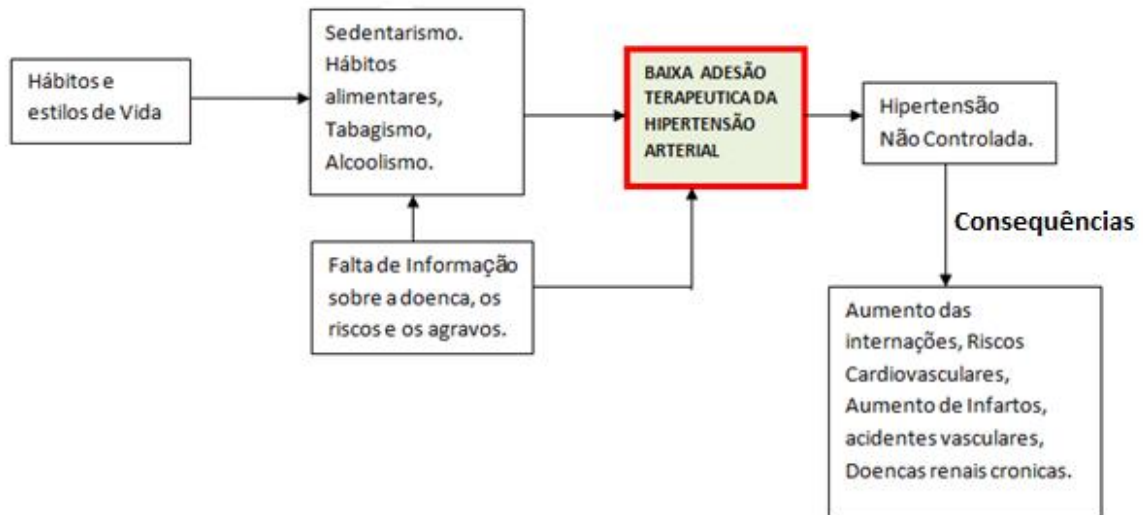 Hábitos e
estilos de Vida
Sedentarismo.
Hábitos
alimentares,
Tabagismo,
Alcoolismo.
Falta de Informação
sobre a doenca, os
riscos e os agravos.
BAIXA ADESÃO
TERAPEUTICA DA
HIPERTENSÃO
ARTERIAL
Hipertensão
Não Controlada.
Consequências
Aumento das
internações, Riscos
Cardiovasculares,
Aumento de Infartos,
acidentes vasculares,
Doencas renais cronicas.